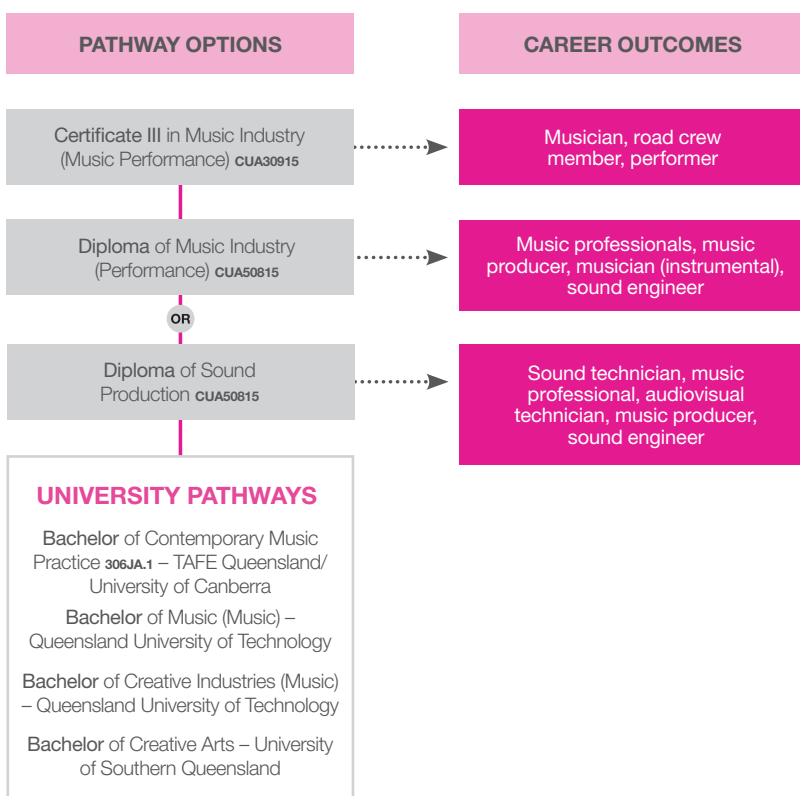 PATHWAY OPTIONS
CAREER OUTCOMES
Certificate III in Music Industry
(Music Performance) CUA30915
Musician, road crew
member, performer
Diploma of Music Industry
(Performance) CUA50815
Music professionals, music
producer, musician (instrumental),
sound engineer
OR
Diploma of Sound
Production CUA50815
Sound technician, music
professional, audiovisual
technician, music producer,
sound engineer
UNIVERSITY PATHWAYS
Bachelor of Contemporary Music
Practice 306JA.1 – TAFE Queensland/
University of Canberra
Bachelor of Music (Music) –
Queensland University of Technology
Bachelor of Creative Industries (Music)
– Queensland University of Technology
Bachelor of Creative Arts – University
of Southern Queensland